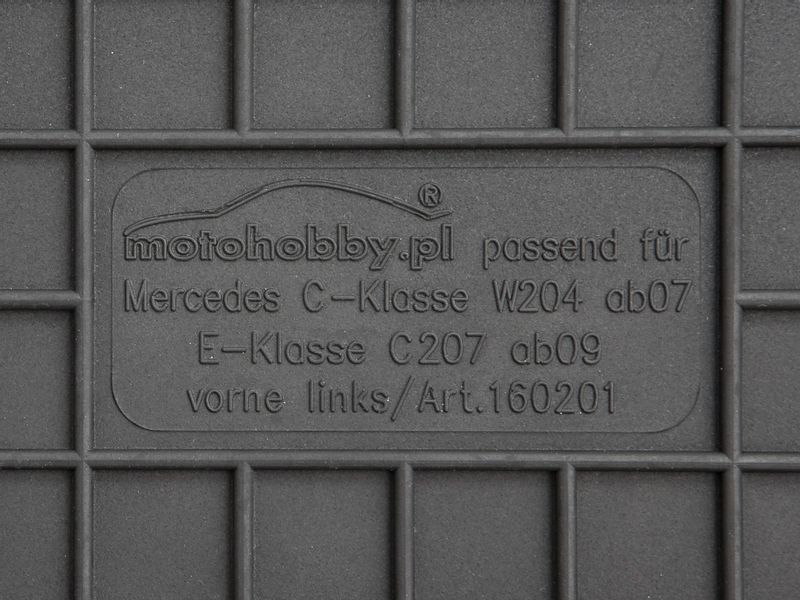 motohobby.pl® passend für
Mercedes C-Klasse W204 ab07
E-Klasse C207 ab09
vorne links/Art.160201